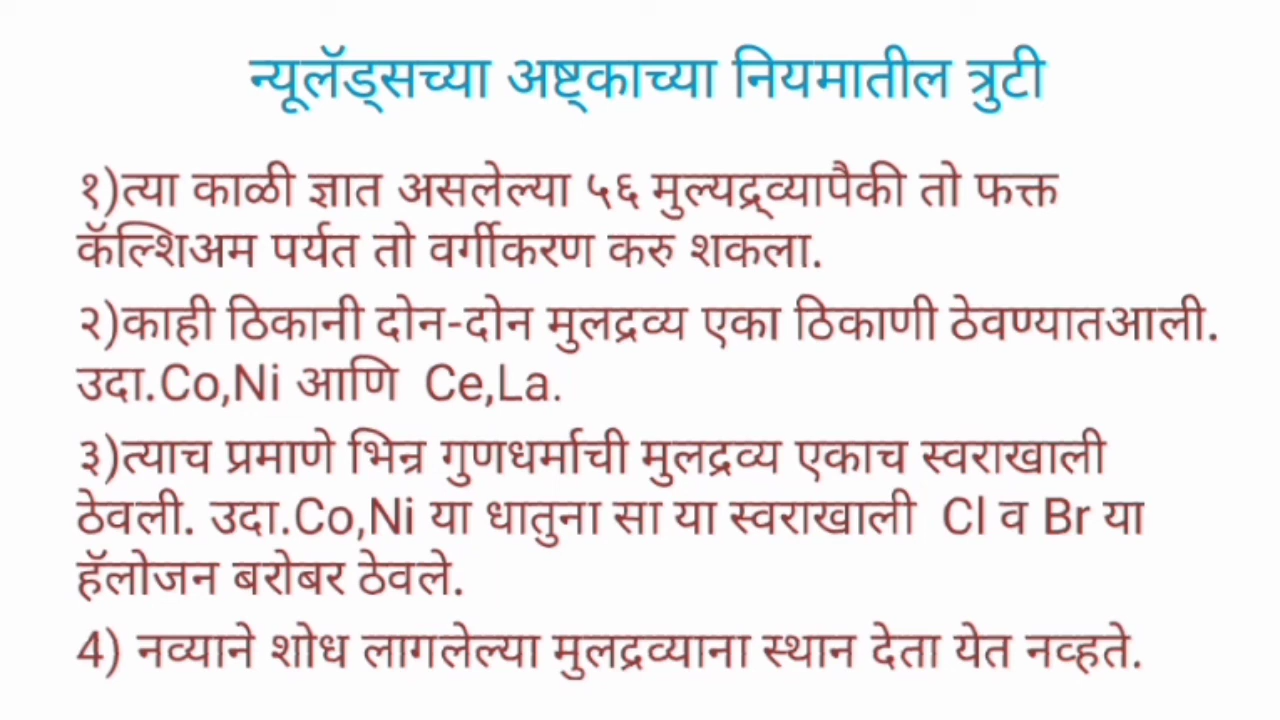 न्यूलॅड्सच्या अष्ट्काच्या नियमातील त्रुटी
१)त्या काळी ज्ञात असलेल्या ५६ मुल्यद्र्व्यापैकी तो फक्त
कॅल्शिअम पर्यत तो वर्गीकरण करु शकला.
२)काही ठिकानी दोन-दोन मुलद्रव्य एका ठिकाणी ठेवण्यातआली.
उदा.Co,Ni आणि Ce,La.
३)त्याच प्रमाणे भिन्न गुणधर्माची मुलद्रव्य एकाच स्वराखाली
ठेवली. उदा.Co,Ni या धातुना सा या स्वराखाली Cl व Br या
हॅलोजन बरोबर ठेवले.
4) नव्याने शोध लागलेल्या मुलद्रव्याना स्थान देता येत नव्हते.